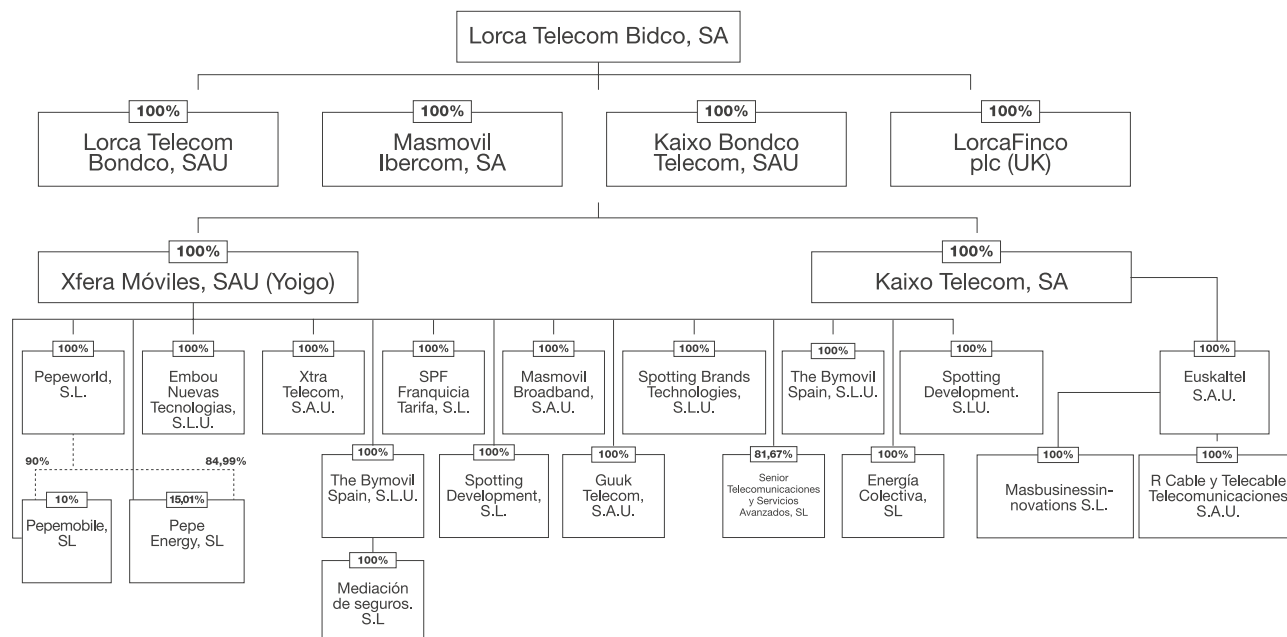 Lorca Telecom Bidco, SA
100%
Lorca Telecom
Bondco, SAU
100%
Masmovil
Ibercom, SA
100%
Kaixo Bondco
Telecom, SAU
100%
LorcaFinco
plc (UK)
100%
Xfera Móviles, SAU (Yoigo)
100%
Kaixo Telecom, SA
100%
Pepeworld,
S.L.
100%
Embou
Nuevas
Tecnologias,
S.L.U.
100%
Xtra
Telecom,
S.A.U.
100%
SPF
Franquicia
Tarifa, S.L.
100%
Masmovil
Broadband,
S.A.U.
100%
Spotting Brands
Technologies,
S.L.U.
100%
The Bymovil
Spain, S.L.U.
100%
Spotting
Development.
S.LU.
100%
Euskaltel
S.A.U.
90%
84,99%
10%
Pepemobile,
SL
15,01%
Pepe
Energy, SL
100%
The Bymovil
Spain, S.L.U.
100%
Spotting
Development,
S.L.
100%
Guuk
Telecom,
S.A.U.
81,67%
Senior
Telecomunicaciones
y Servicios
Avanzados, SL
100%
Energía
Colectiva,
SL
100%
Masbusinessin-
novations S.L.
100%
R Cable y Telecable
Telecomunicaciones
S.A.U.
100%
Mediación
de seguros.
S.L